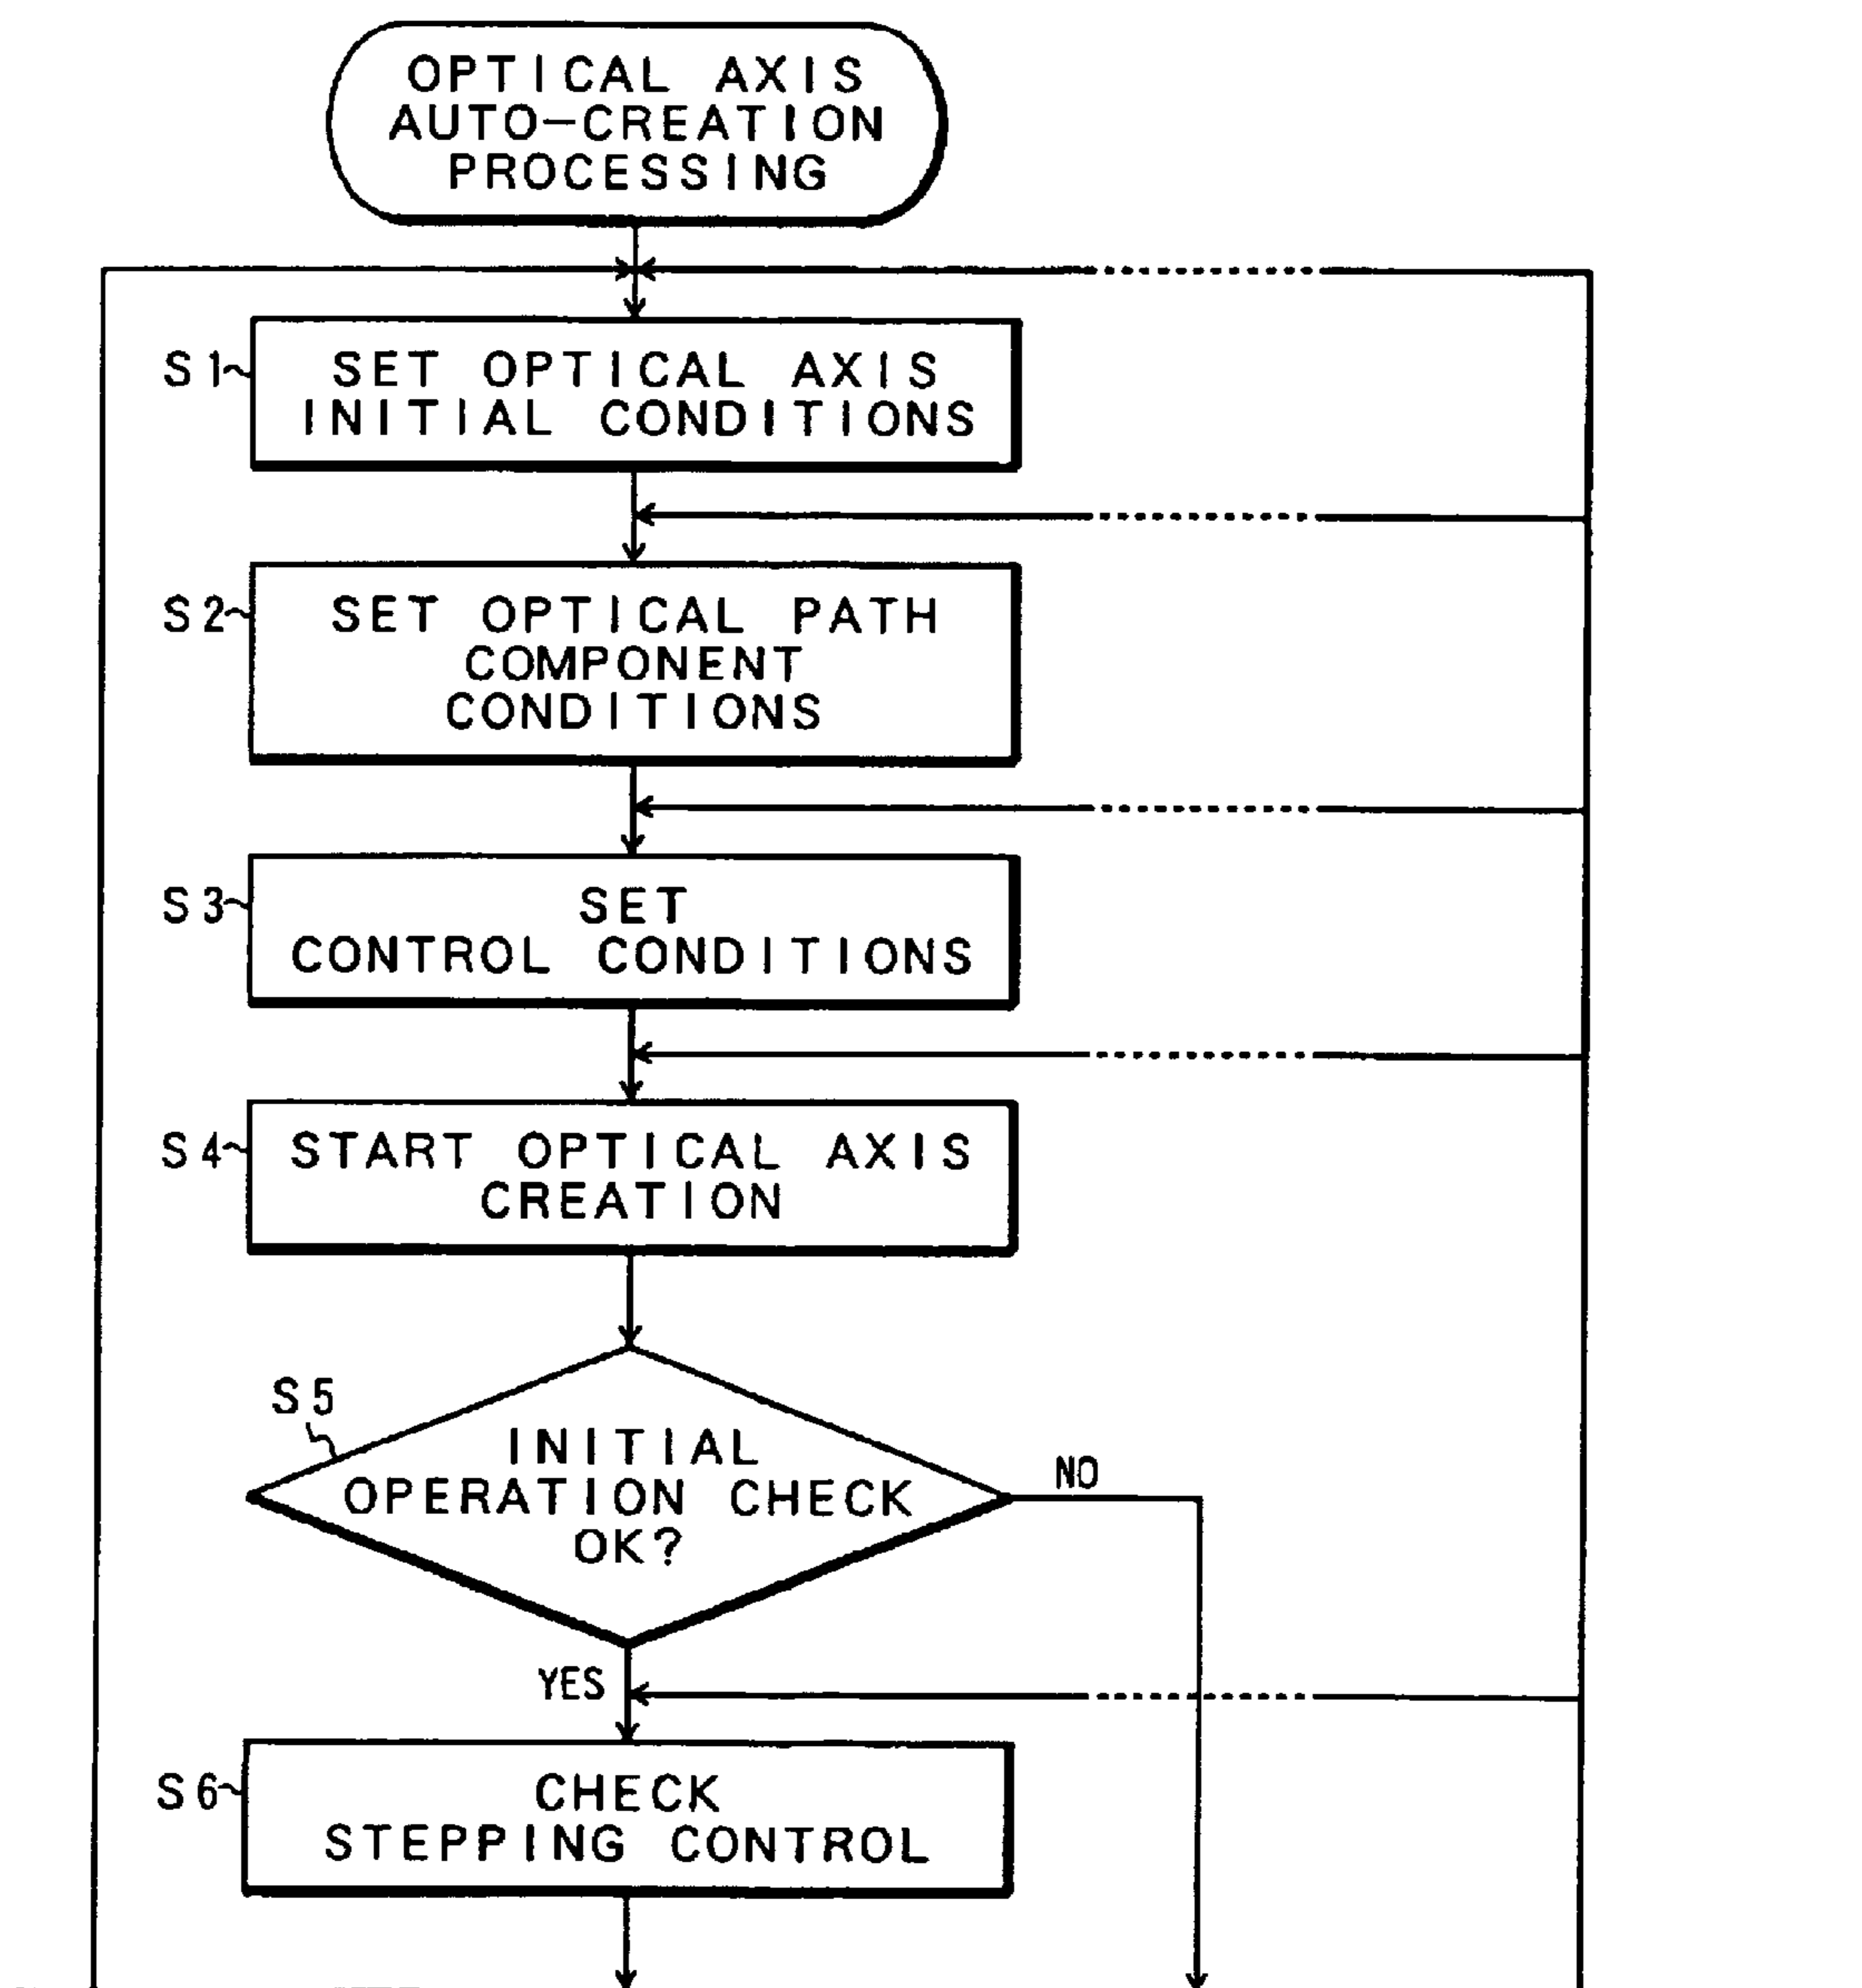 OPTICAL AXIS
AUTO-CREATION
PROCESSING
S1
SET OPTICAL AXIS
INITIAL CONDITIONS
S2
SET OPTICAL PATH
COMPONENT
CONDITIONS
S3
SET
CONTROL CONDITIONS
S4
START OPTICAL AXIS
CREATION
S5
INITIAL
OPERATION CHECK
OK?
NO
YES
S6
CHECK
STEPPING CONTROL